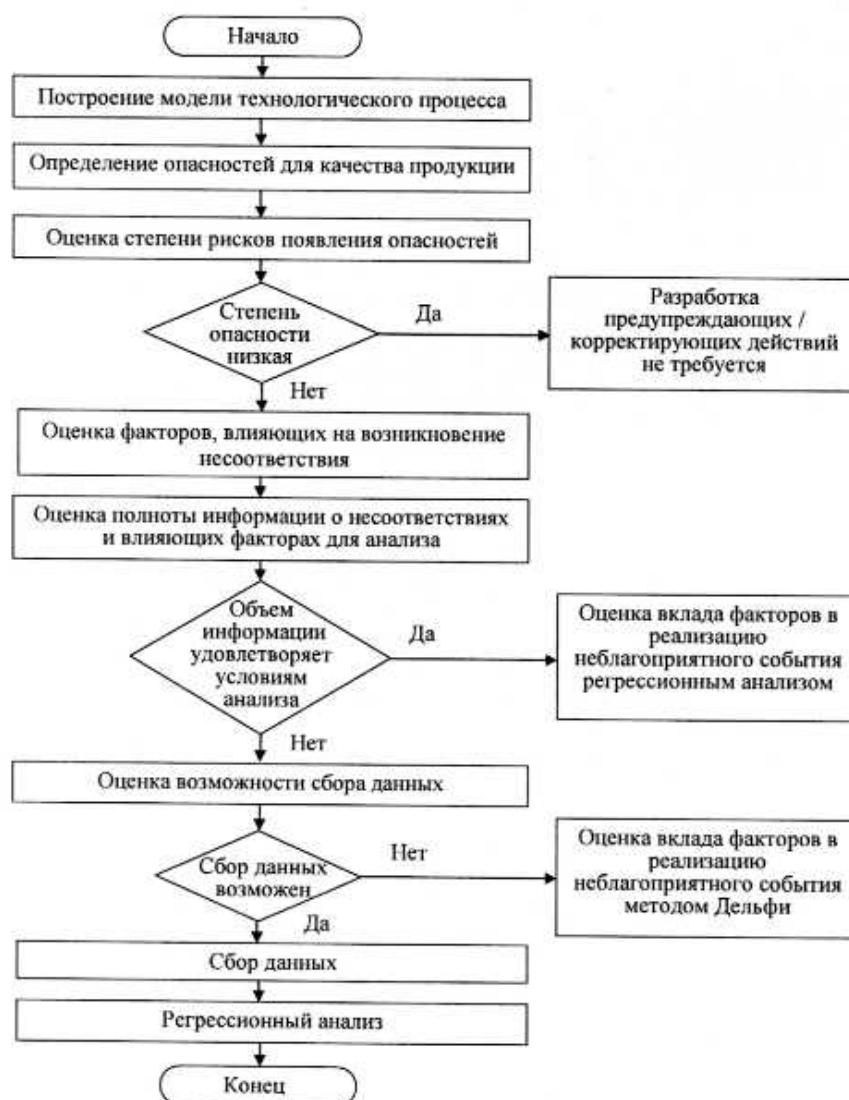 Начало
Построение модели технологического процесса
Определение опасностей для качества продукции
Оценка степени рисков появления опасностей
Степень
опасности
низкая
Да
Разработка
предупреждающих /
корректирующих действий
не требуется
Нет
Оценка факторов, влияющих на возникновение
несоответствия
Оценка полноты информации о несоответствиях
и влияющих факторах для анализа
Объем
информации
удовлетворяет
условиям
анализа
Да
Оценка вклада факторов в
реализацию
неблагоприятного события
регрессионным анализом
Нет
Оценка возможности сбора данных
Сбор данных
возможен
Нет
Оценка вклада факторов в
реализацию
неблагоприятного события
методом Дельфи
Да
Сбор данных
Регрессионный анализ
Конец